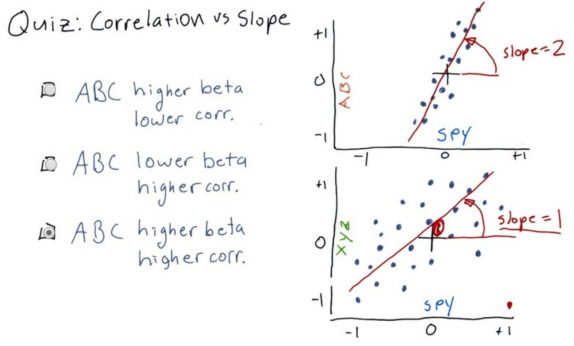 Quiz: Correlation vs Slope
ABC higher beta
lower corr.
ABC lower beta
higher corr.
ABC higher beta
higher corr.
+1
0
-1
ABC
slope=2
SPY
-1
0
+1
+1
0
-1
XYZ
slope=1
SPY
-1
0
+1